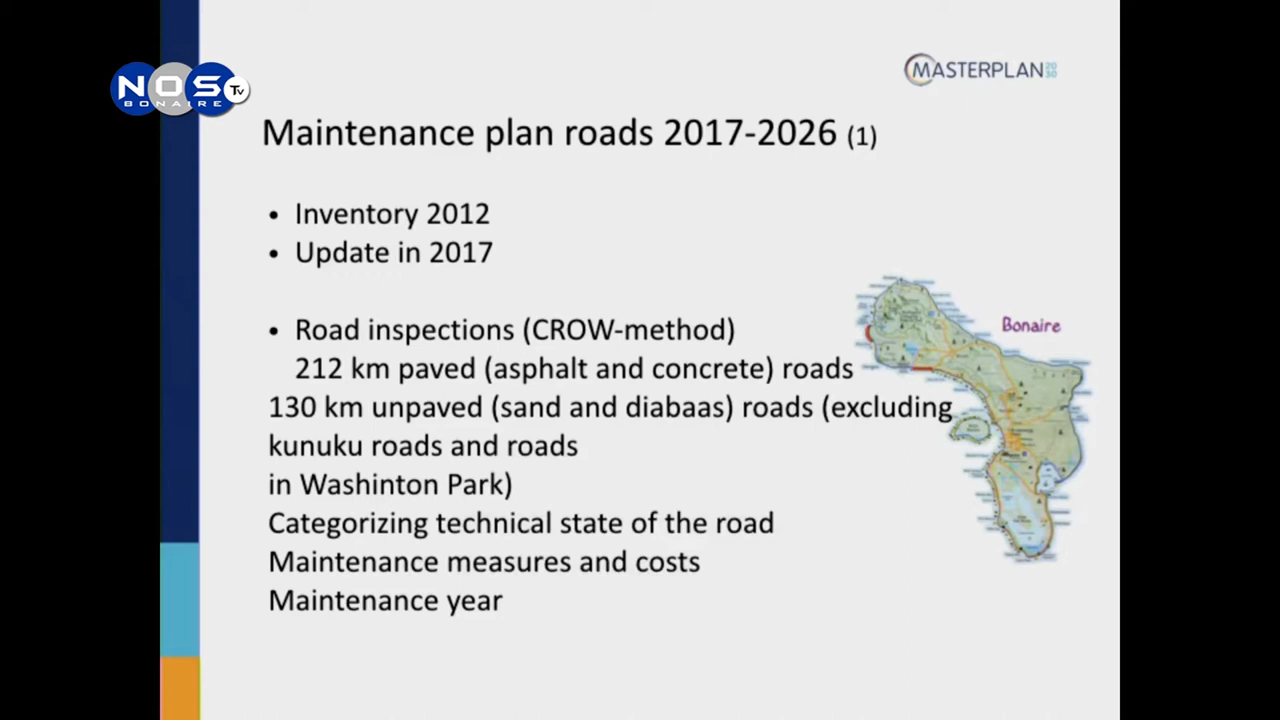 NOS TV
BONAIRE
MASTERPLAN 2030
Maintenance plan roads 2017-2026 (1)
• Inventory 2012
• Update in 2017
• Road inspections (CROW-method)
212 km paved (asphalt and concrete) roads
130 km unpaved (sand and diabaas) roads (excluding
kunuku roads and roads
in Washinton Park)
Categorizing technical state of the road
Maintenance measures and costs
Maintenance year
Bonaire